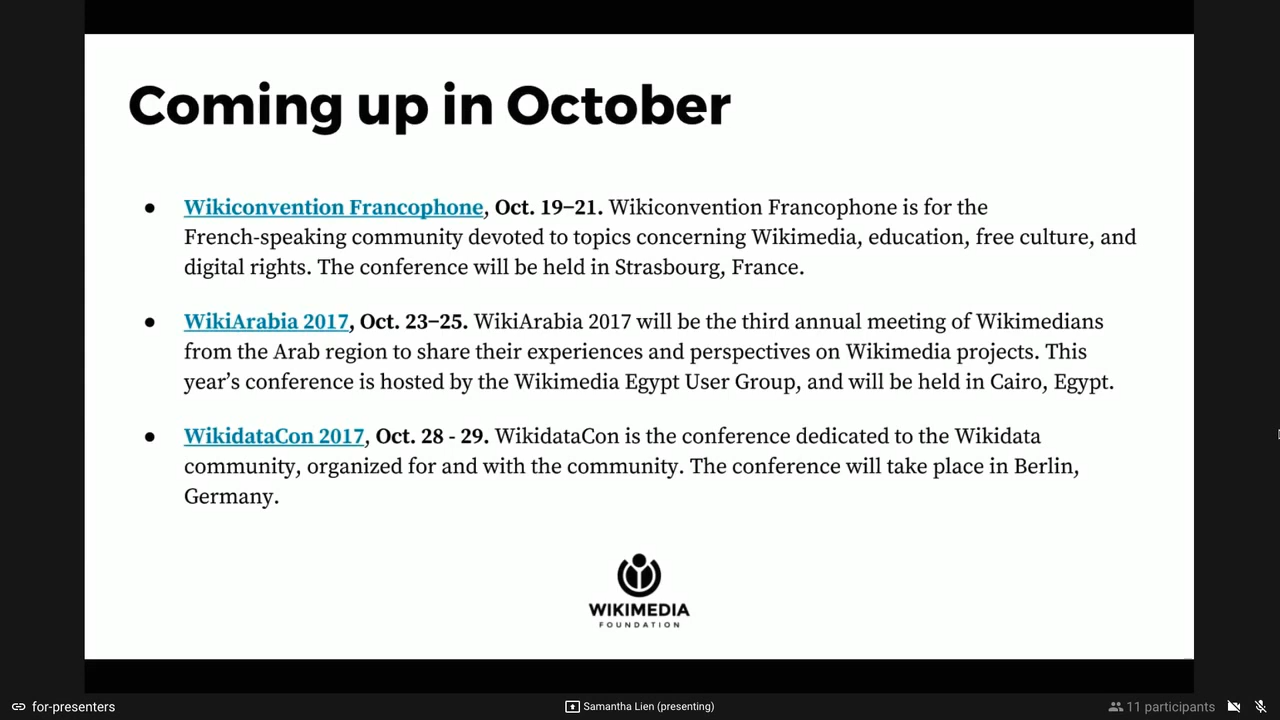 Coming up in October
● Wikiconvention Francophone, Oct. 19–21. Wikiconvention Francophone is for the
French-speaking community devoted to topics concerning Wikimedia, education, free culture, and
digital rights. The conference will be held in Strasbourg, France.
● WikiArabia 2017, Oct. 23–25. WikiArabia 2017 will be the third annual meeting of Wikimedians
from the Arab region to share their experiences and perspectives on Wikimedia projects. This
year’s conference is hosted by the Wikimedia Egypt User Group, and will be held in Cairo, Egypt.
● WikidataCon 2017, Oct. 28 - 29. WikidataCon is the conference dedicated to the Wikidata
community, organized for and with the community. The conference will take place in Berlin,
Germany.
WIKIMEDIA
FOUNDATION
for-presenters
Samantha Lien (presenting)
11 participants